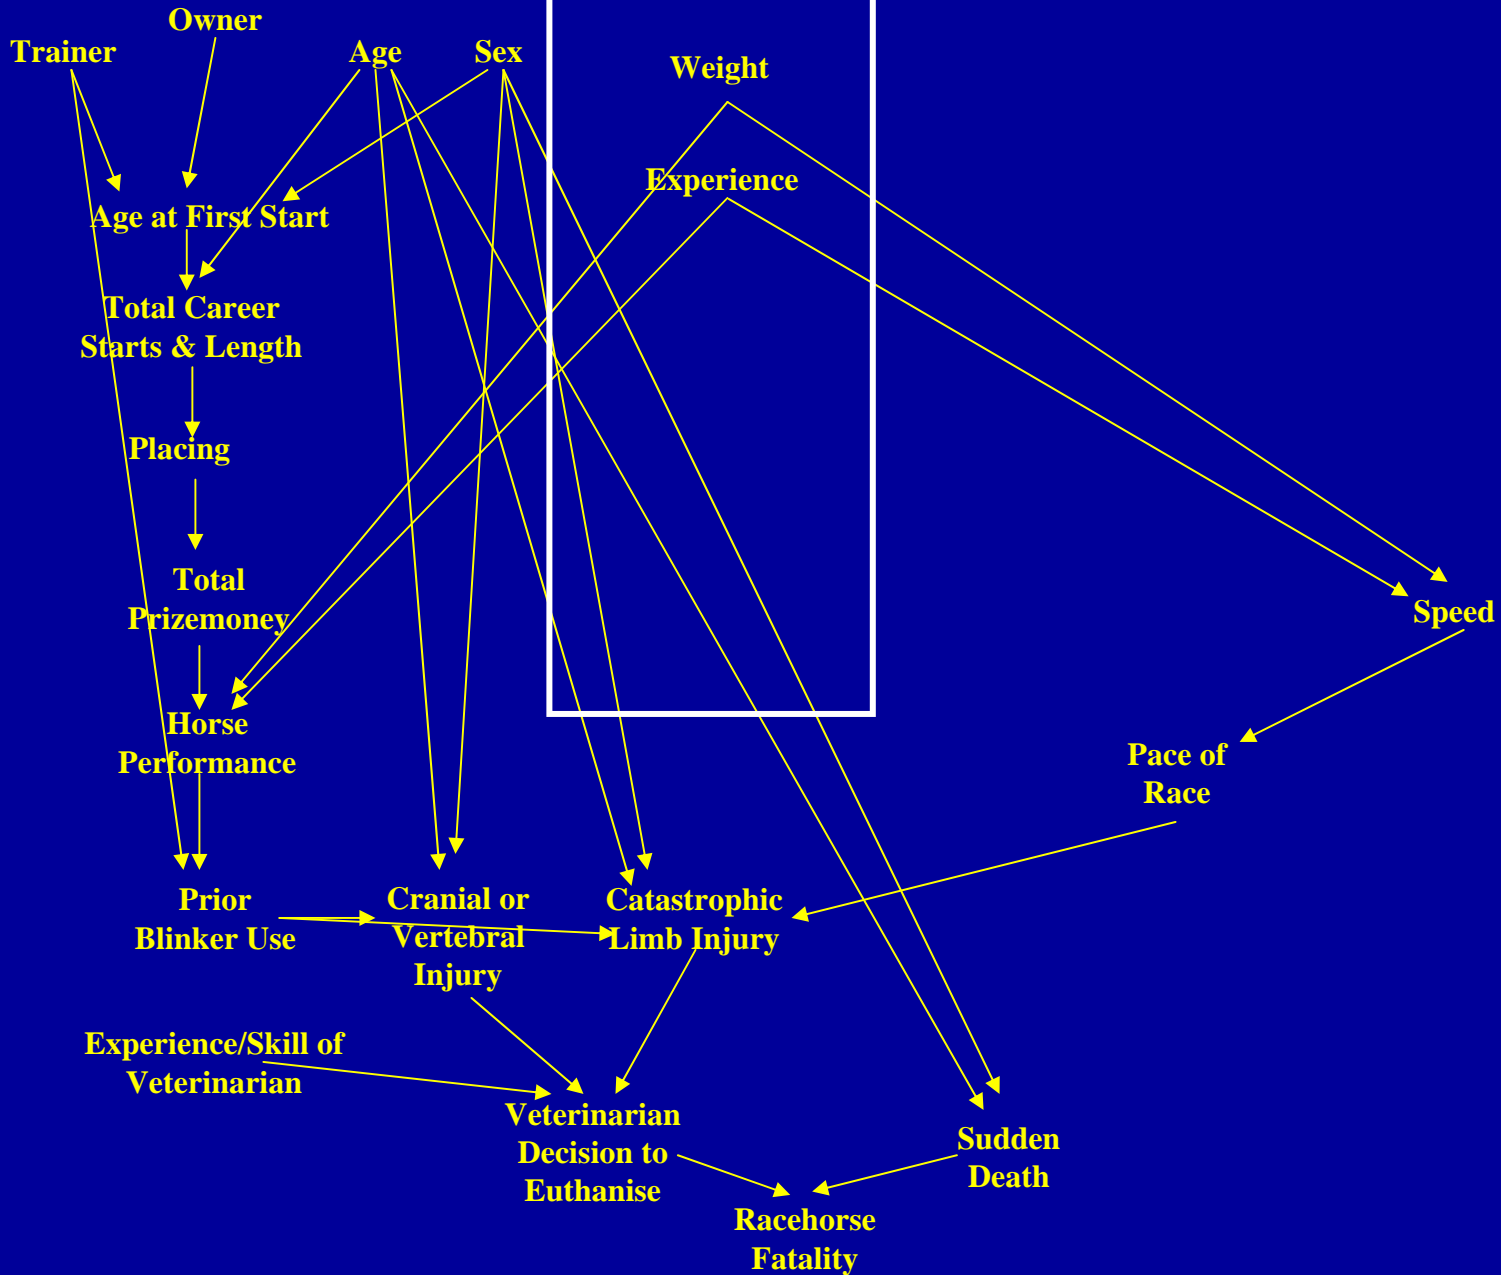 Owner
Trainer
Age
Sex
Weight
Experience
Age at First Start
Total Career
Starts & Length
Placing
Total
Prizemoney
Speed
Horse
Performance
Pace of
Race
Prior
Blinker Use
Cranial or
Vertebral
Injury
Catastrophic
Limb Injury
Experience/Skill of
Veterinarian
Veterinarian
Decision to
Euthanise
Sudden
Death
Racehorse
Fatality